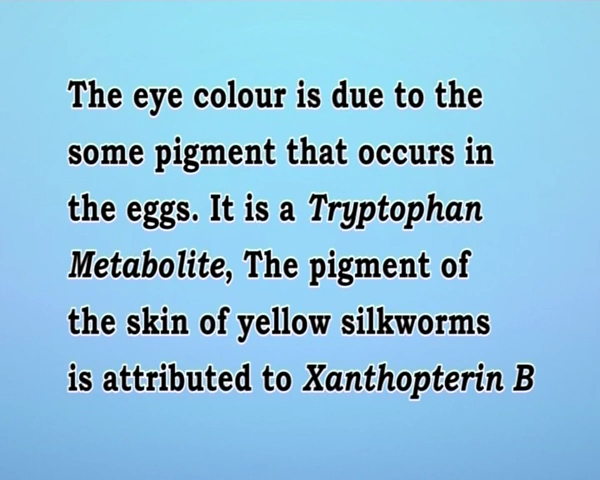 The eye colour is due to the
some pigment that occurs in
the eggs. It is a Tryptophan
Metabolite, The pigment of
the skin of yellow silkworms
is attributed to Xanthopterin B